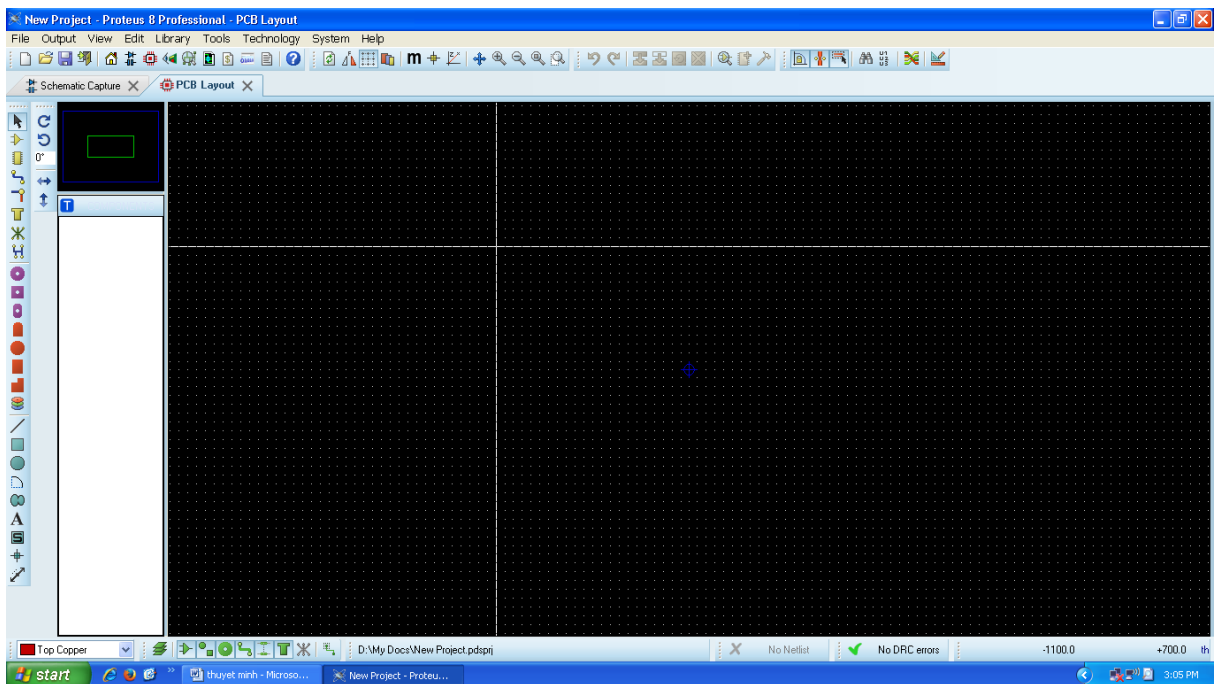 New Project - Proteus 8 Professional - PCB Layout
File Output View Edit Library Tools Technology System Help
Schematic Capture PCB Layout
0°
T
A
S
Top Copper D:\My Docs\New Project.pdsprj No Netlist No DRC errors -1100.0 +700.0 th
start thuyet minh - Microso... New Project - Proteu... 3:05 PM